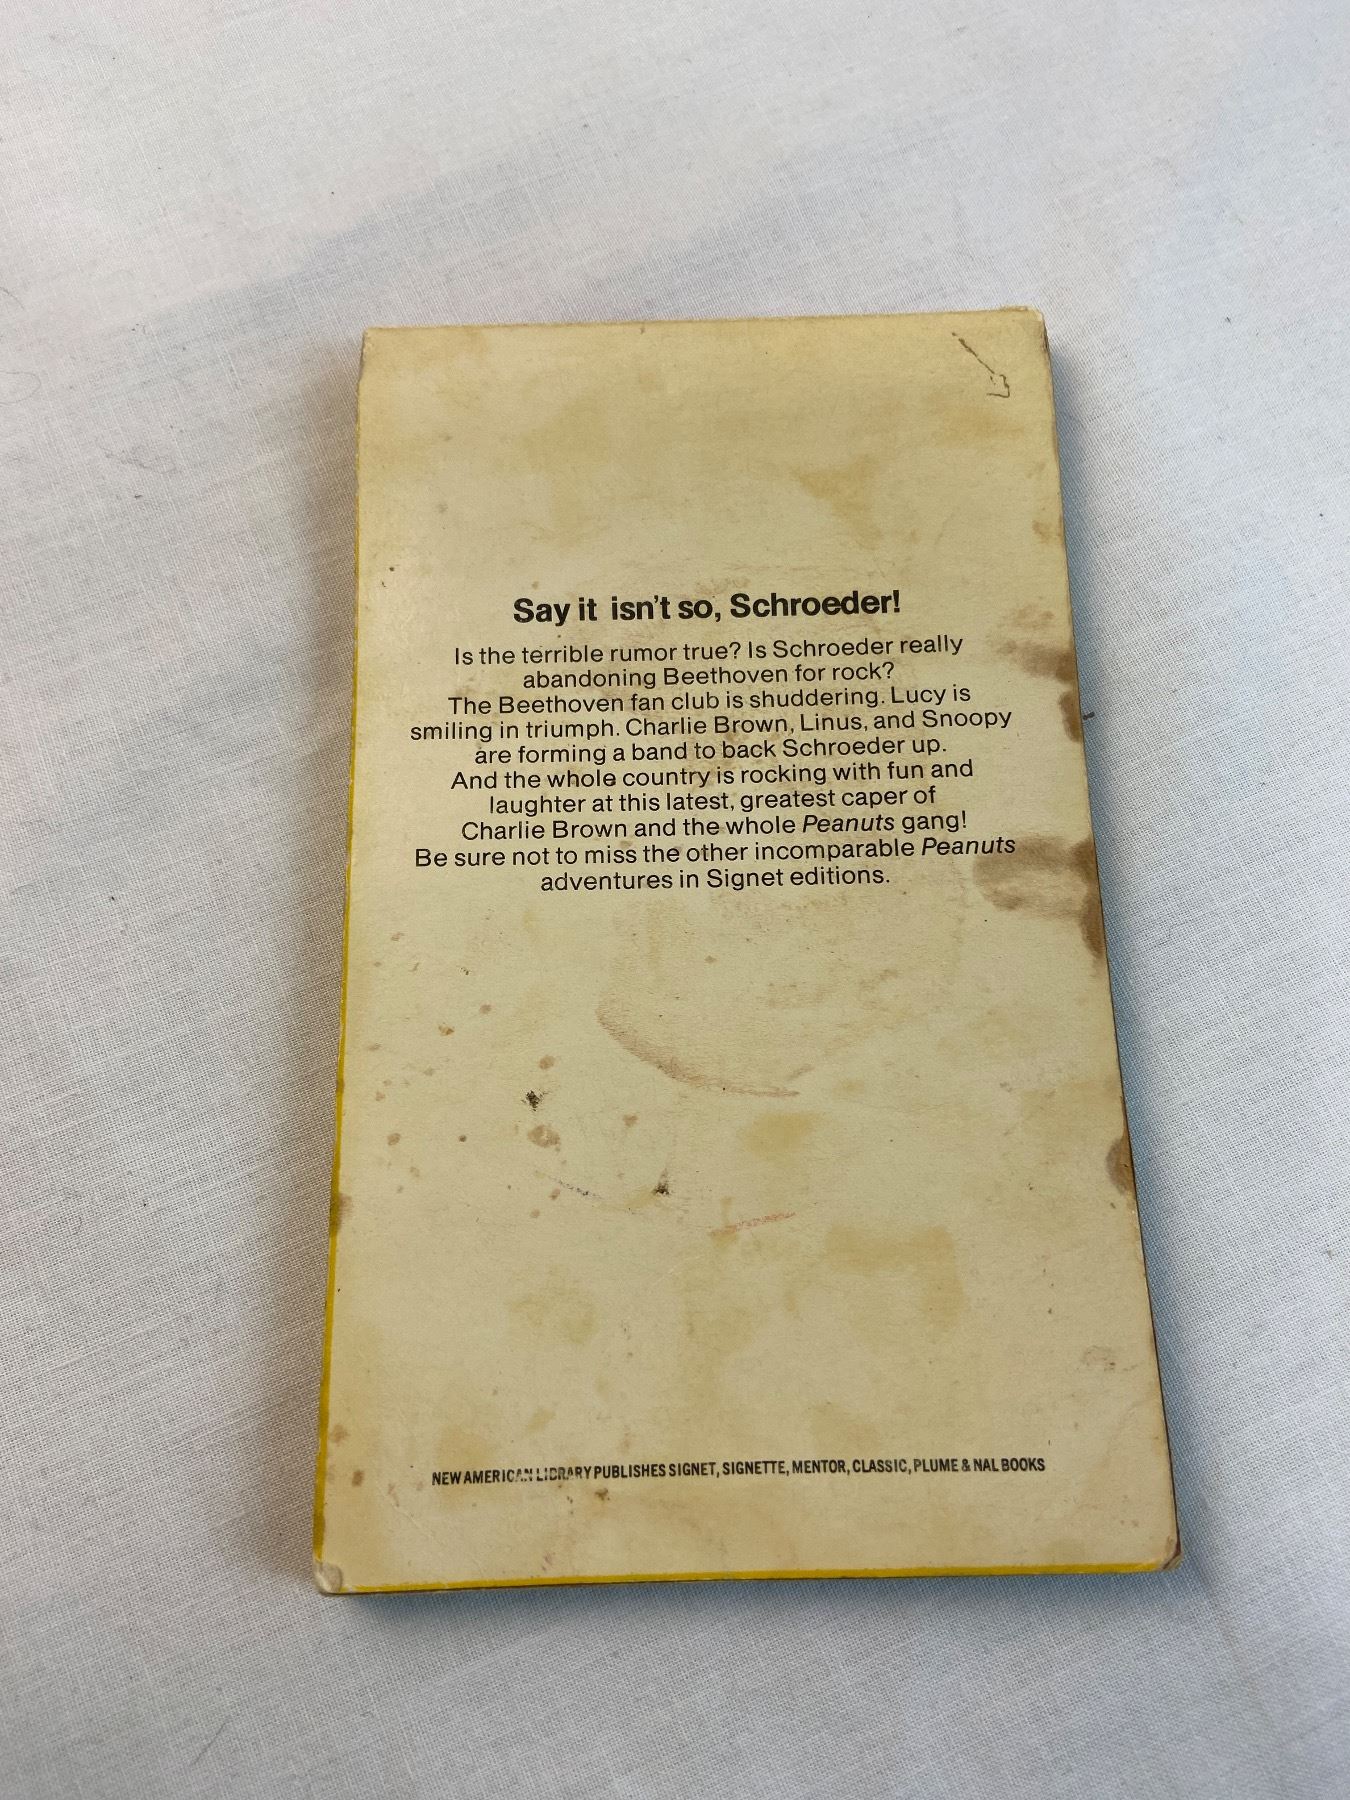 Say it isn't so, Schroeder!
Is the terrible rumor true? Is Schroeder really
abandoning Beethoven for rock?
The Beethoven fan club is shuddering. Lucy is
smiling in triumph. Charlie Brown, Linus, and Snoopy
are forming a band to back Schroeder up.
And the whole country is rocking with fun and
laughter at this latest, greatest caper of
Charlie Brown and the whole Peanuts gang!
Be sure not to miss the other incomparable Peanuts
adventures in Signet editions.
NEW AMERICAN LIBRARY PUBLISHES SIGNET, SIGNETTE, MENTOR, CLASSIC, PLUME & NAL BOOKS